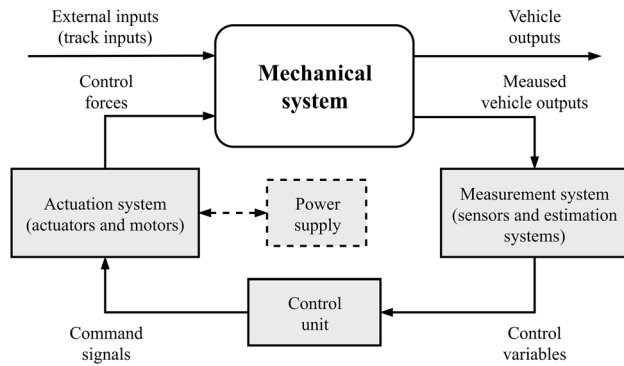 External inputs
(track inputs)
Vehicle
outputs
Mechanical
system
Control
forces
Meaused
vehicle outputs
Actuation system
(actuators and motors)
Power
supply
Measurement system
(sensors and estimation
systems)
Control
unit
Command
signals
Control
variables